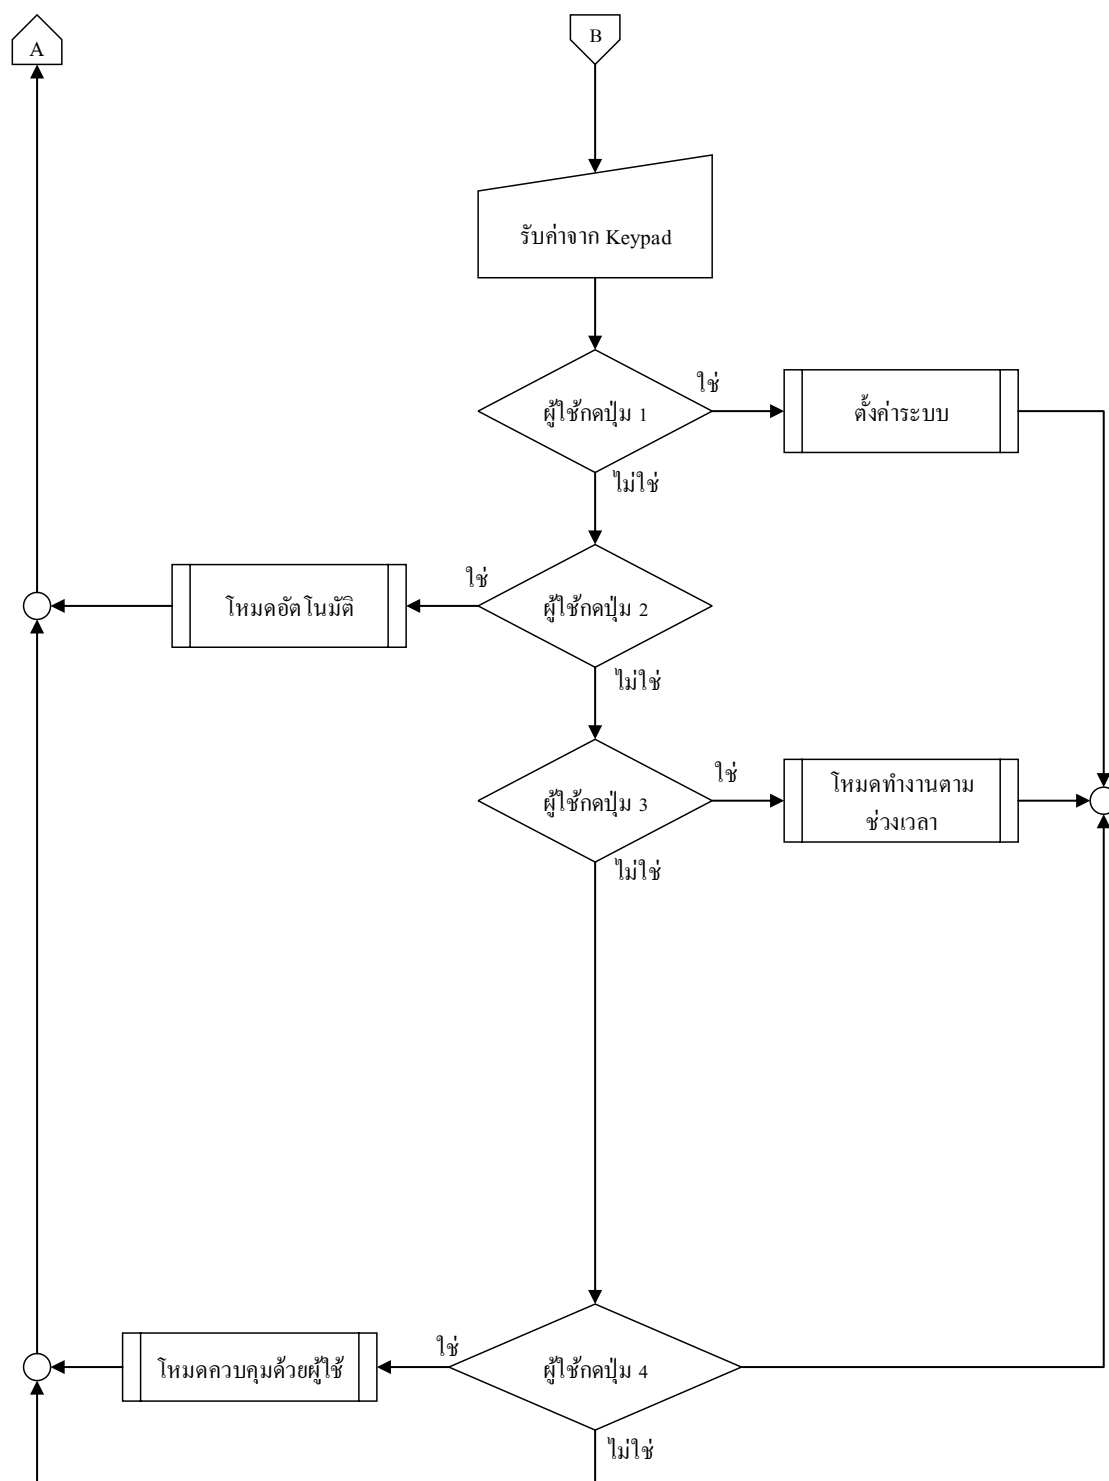 A
B
รับค่าจาก Keypad
ใช่
ผู้ใช้กดปุ่ม 1
ตั้งค่าระบบ
ไม่ใช่
ใช่
โหมดอัตโนมัติ
ผู้ใช้กดปุ่ม 2
ไม่ใช่
ใช่
ผู้ใช้กดปุ่ม 3
โหมดทำงานตาม
ช่วงเวลา
ไม่ใช่
ใช่
โหมดควบคุมด้วยผู้ใช้
ผู้ใช้กดปุ่ม 4
ไม่ใช่